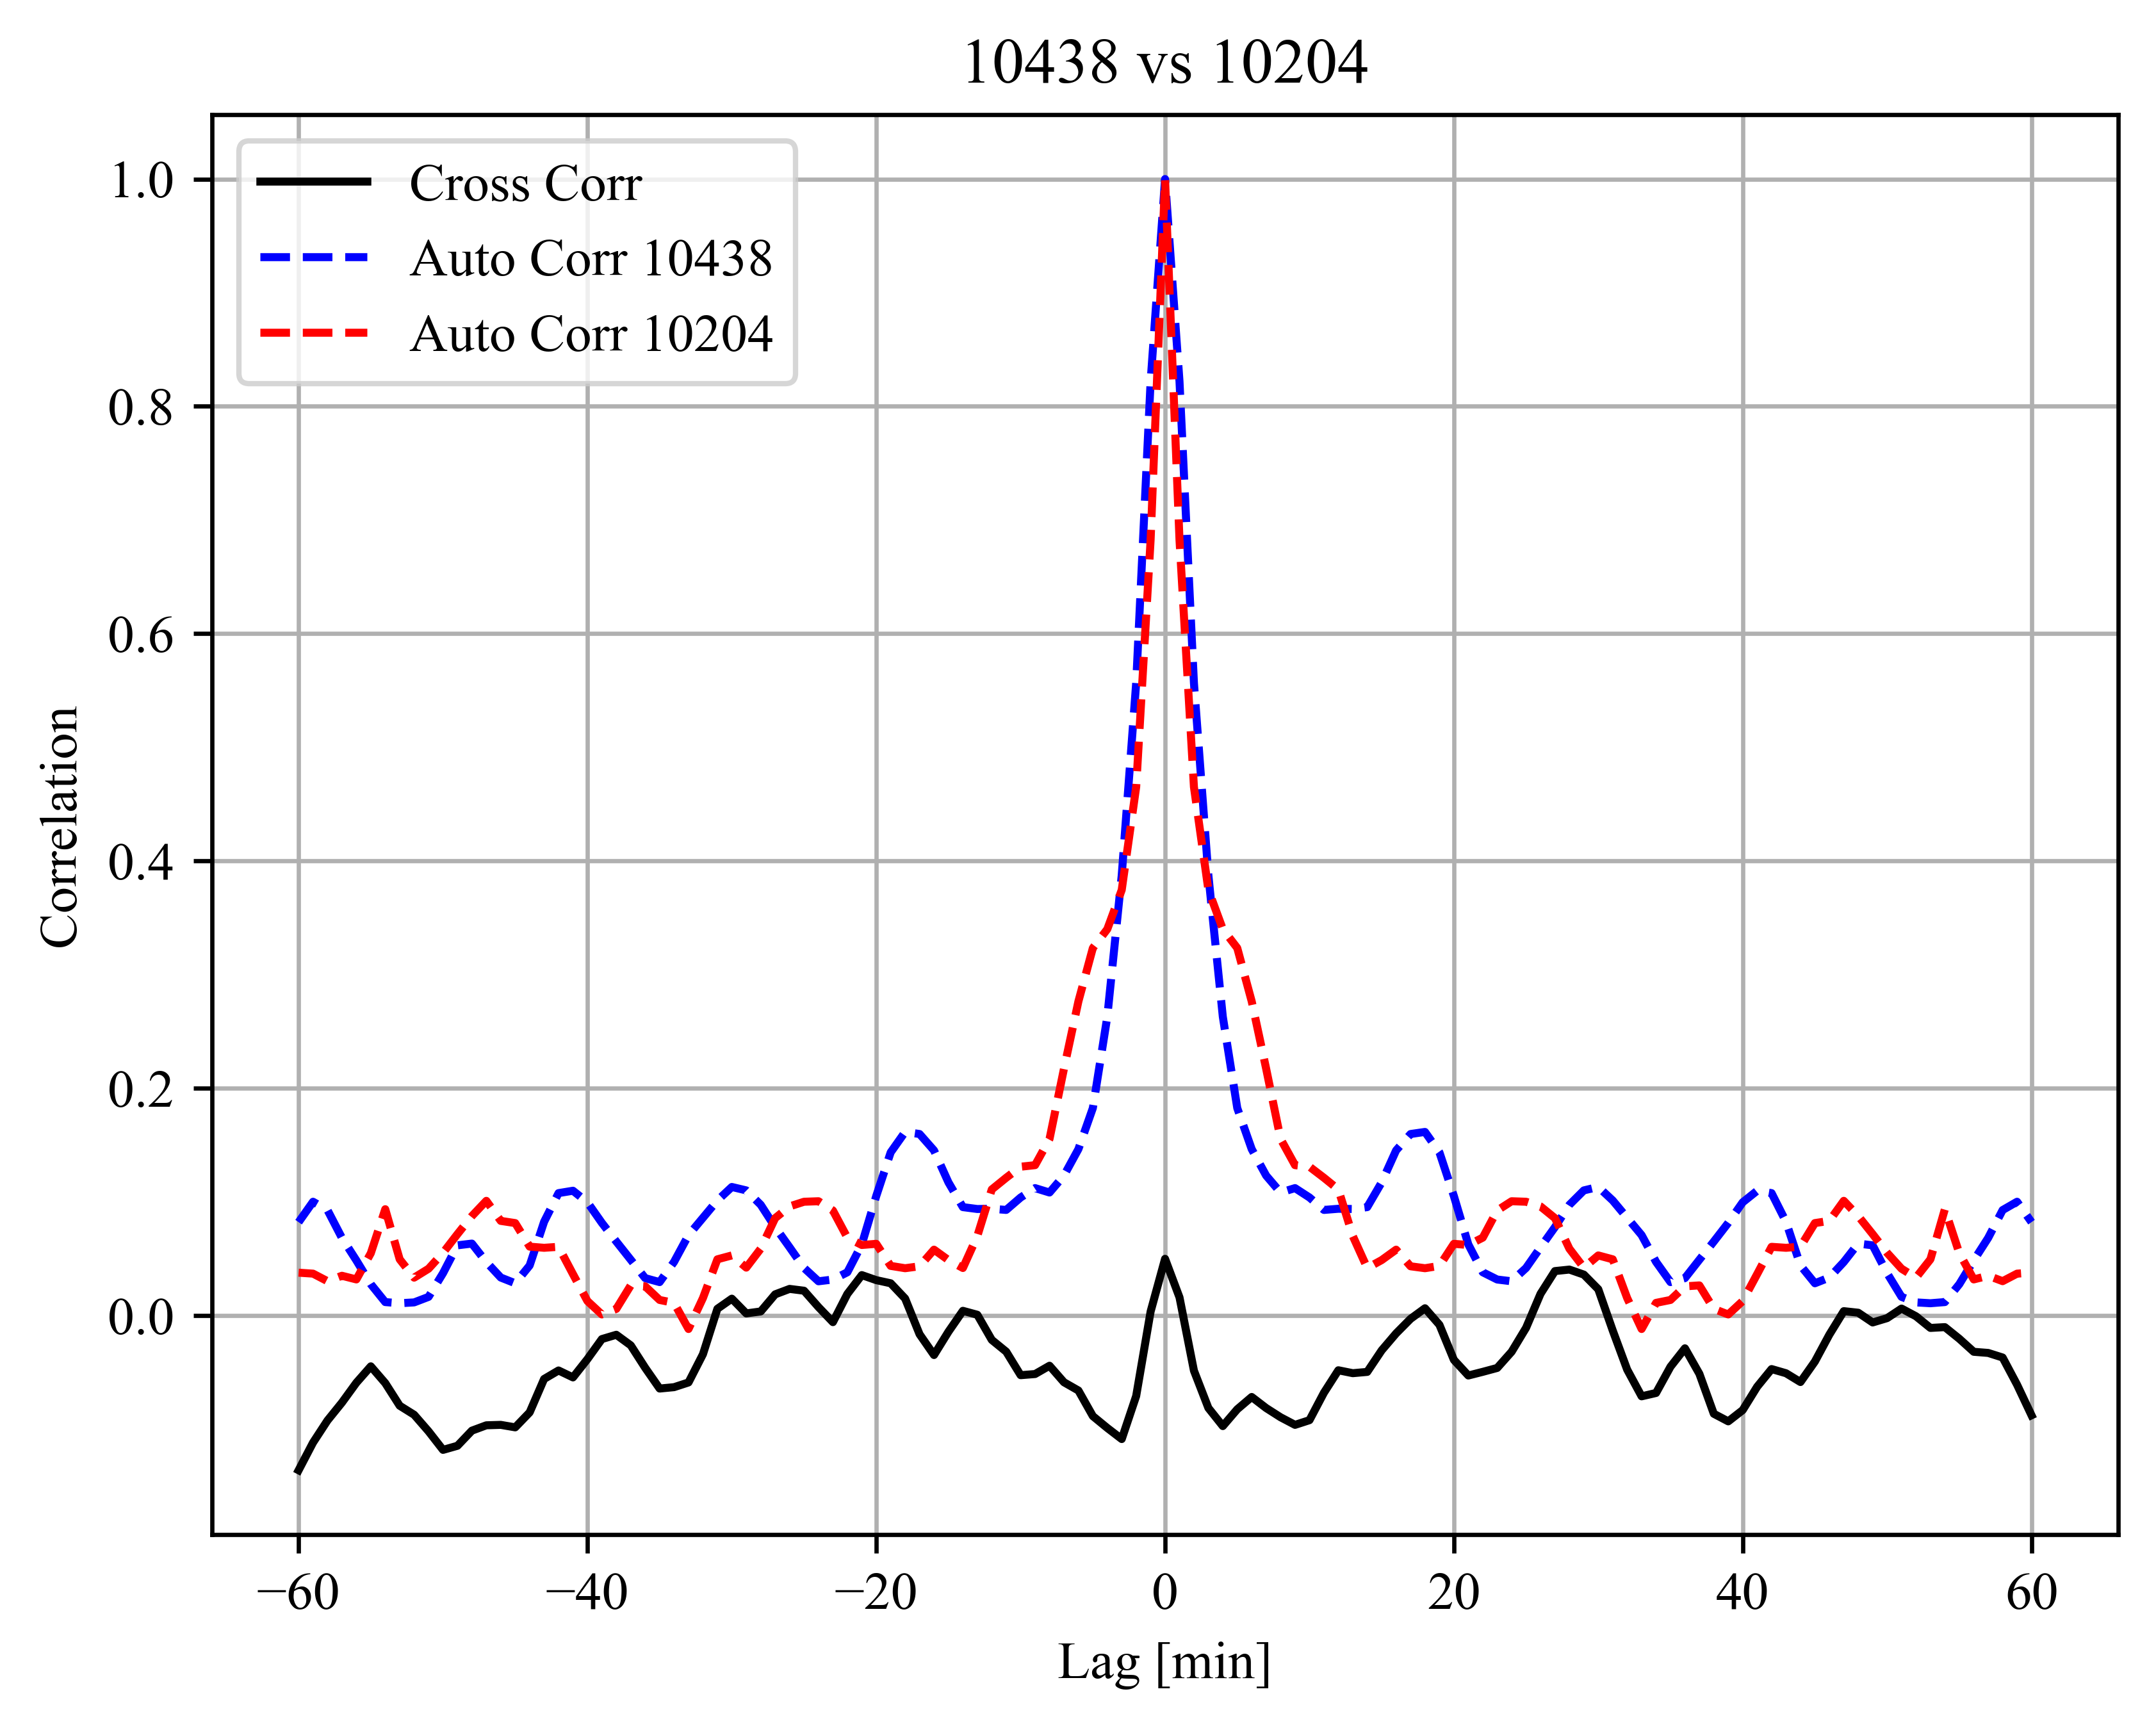 10438 vs 10204
Cross Corr
Auto Corr 10438
Auto Corr 10204
1.0
0.8
0.6
0.4
0.2
0.0
Correlation
−60 −40 −20 0 20 40 60
Lag [min]